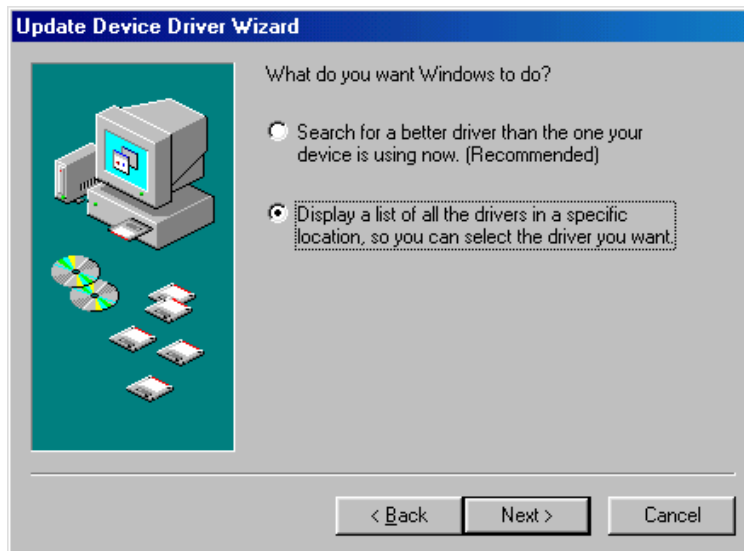 Update Device Driver Wizard
What do you want Windows to do?
Search for a better driver than the one your
device is using now. (Recommended)
Display a list of all the drivers in a specific
location, so you can select the driver you want.
< Back
Next >
Cancel